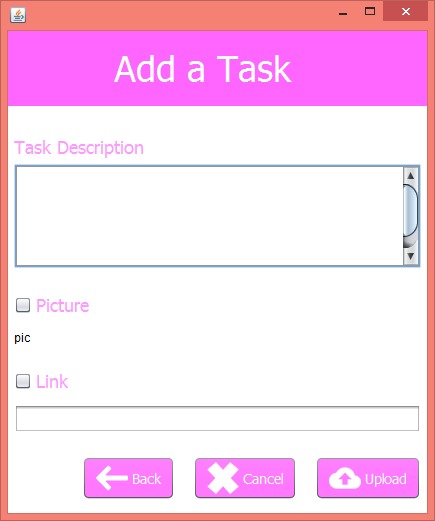 Add a Task
Task Description
Picture
pic
Link
Back Cancel Upload